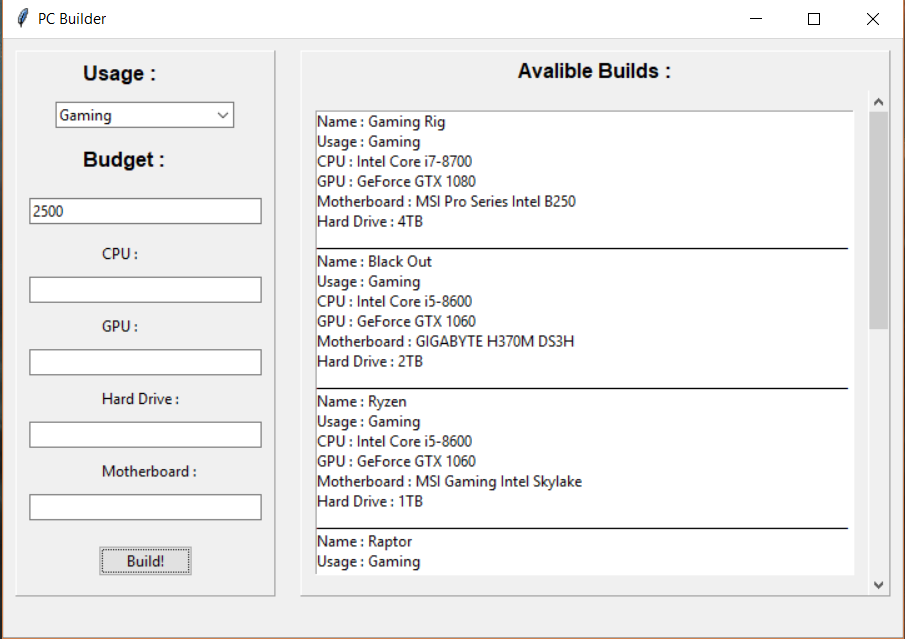 PC Builder
Usage :
Gaming
Budget :
2500
CPU :
GPU :
Hard Drive :
Motherboard :
Build!
Avalible Builds :
Name : Gaming Rig
Usage : Gaming
CPU : Intel Core i7-8700
GPU : GeForce GTX 1080
Motherboard : MSI Pro Series Intel B250
Hard Drive : 4TB
Name : Black Out
Usage : Gaming
CPU : Intel Core i5-8600
GPU : GeForce GTX 1060
Motherboard : GIGABYTE H370M DS3H
Hard Drive : 2TB
Name : Ryzen
Usage : Gaming
CPU : Intel Core i5-8600
GPU : GeForce GTX 1060
Motherboard : MSI Gaming Intel Skylake
Hard Drive : 1TB
Name : Raptor
Usage : Gaming